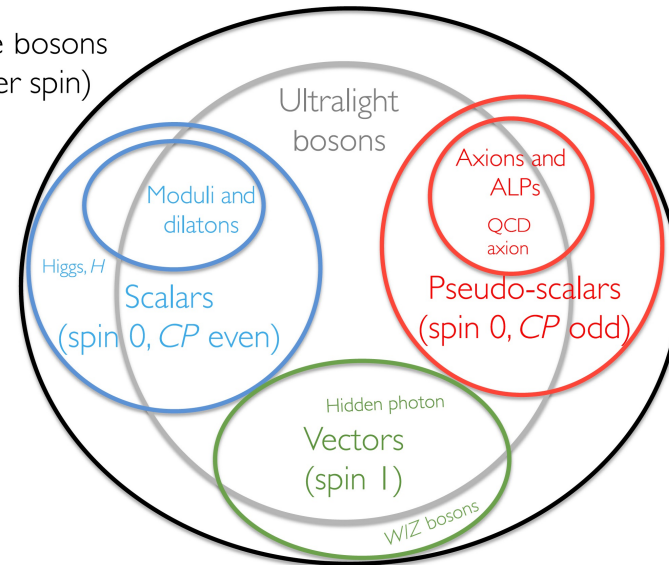 e bosons
er spin)
Ultralight
bosons
Axions and
ALPs
QCD
axion
Moduli and
dilatons
Higgs, H
Scalars
(spin 0, CP even)
Pseudo-scalars
(spin 0, CP odd)
Hidden photon
Vectors
(spin 1)
W/Z bosons